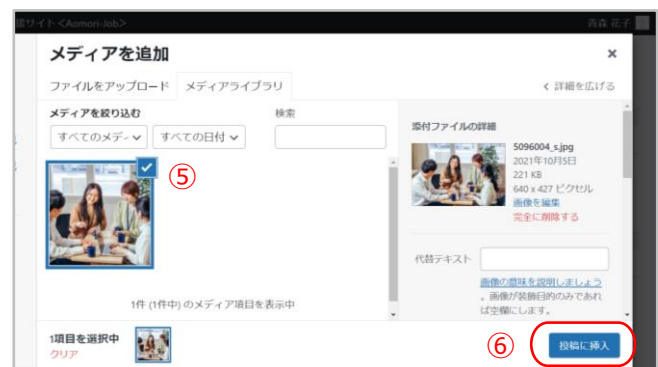 援サイト<Aomori-Job>
青森 花子
メディアを追加
×
ファイルをアップロード
メディアライブラリ
< 詳細を広げる
メディアを絞り込む
検索
すべてのメデ-
すべての日付
添付ファイルの詳細
5096004_s.jpg
2021年10月5日
221 KB
640 x 427 ピクセル
画像を編集
完全に削除する
⑤
代替テキスト
画像の意味を説明しましょう
。画像が装飾目的のみであれ
ば空欄にします。
1件 (1件中) のメディア項目を表示中
1項目を選択中
クリア
⑥
投稿に挿入